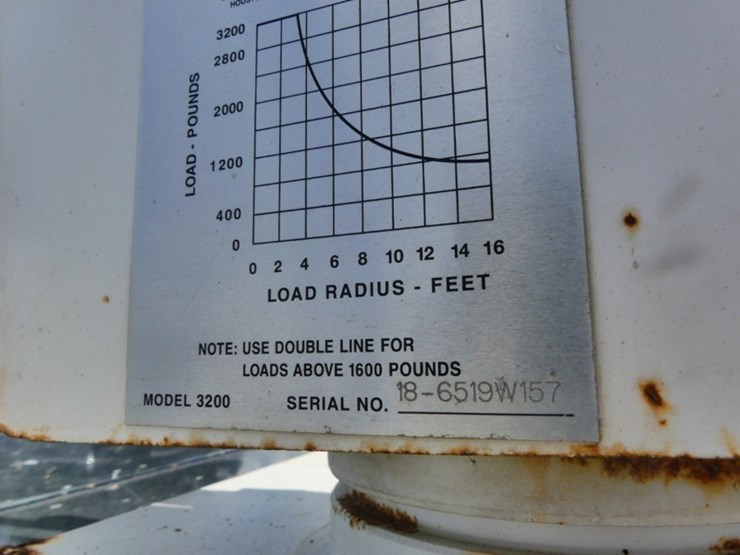 3200
2800
2000
1200
400
0
LOAD - POUNDS
0 2 4 6 8 10 12 14 16
LOAD RADIUS - FEET
NOTE: USE DOUBLE LINE FOR
LOADS ABOVE 1600 POUNDS
MODEL 3200 SERIAL NO. 18-6519W157